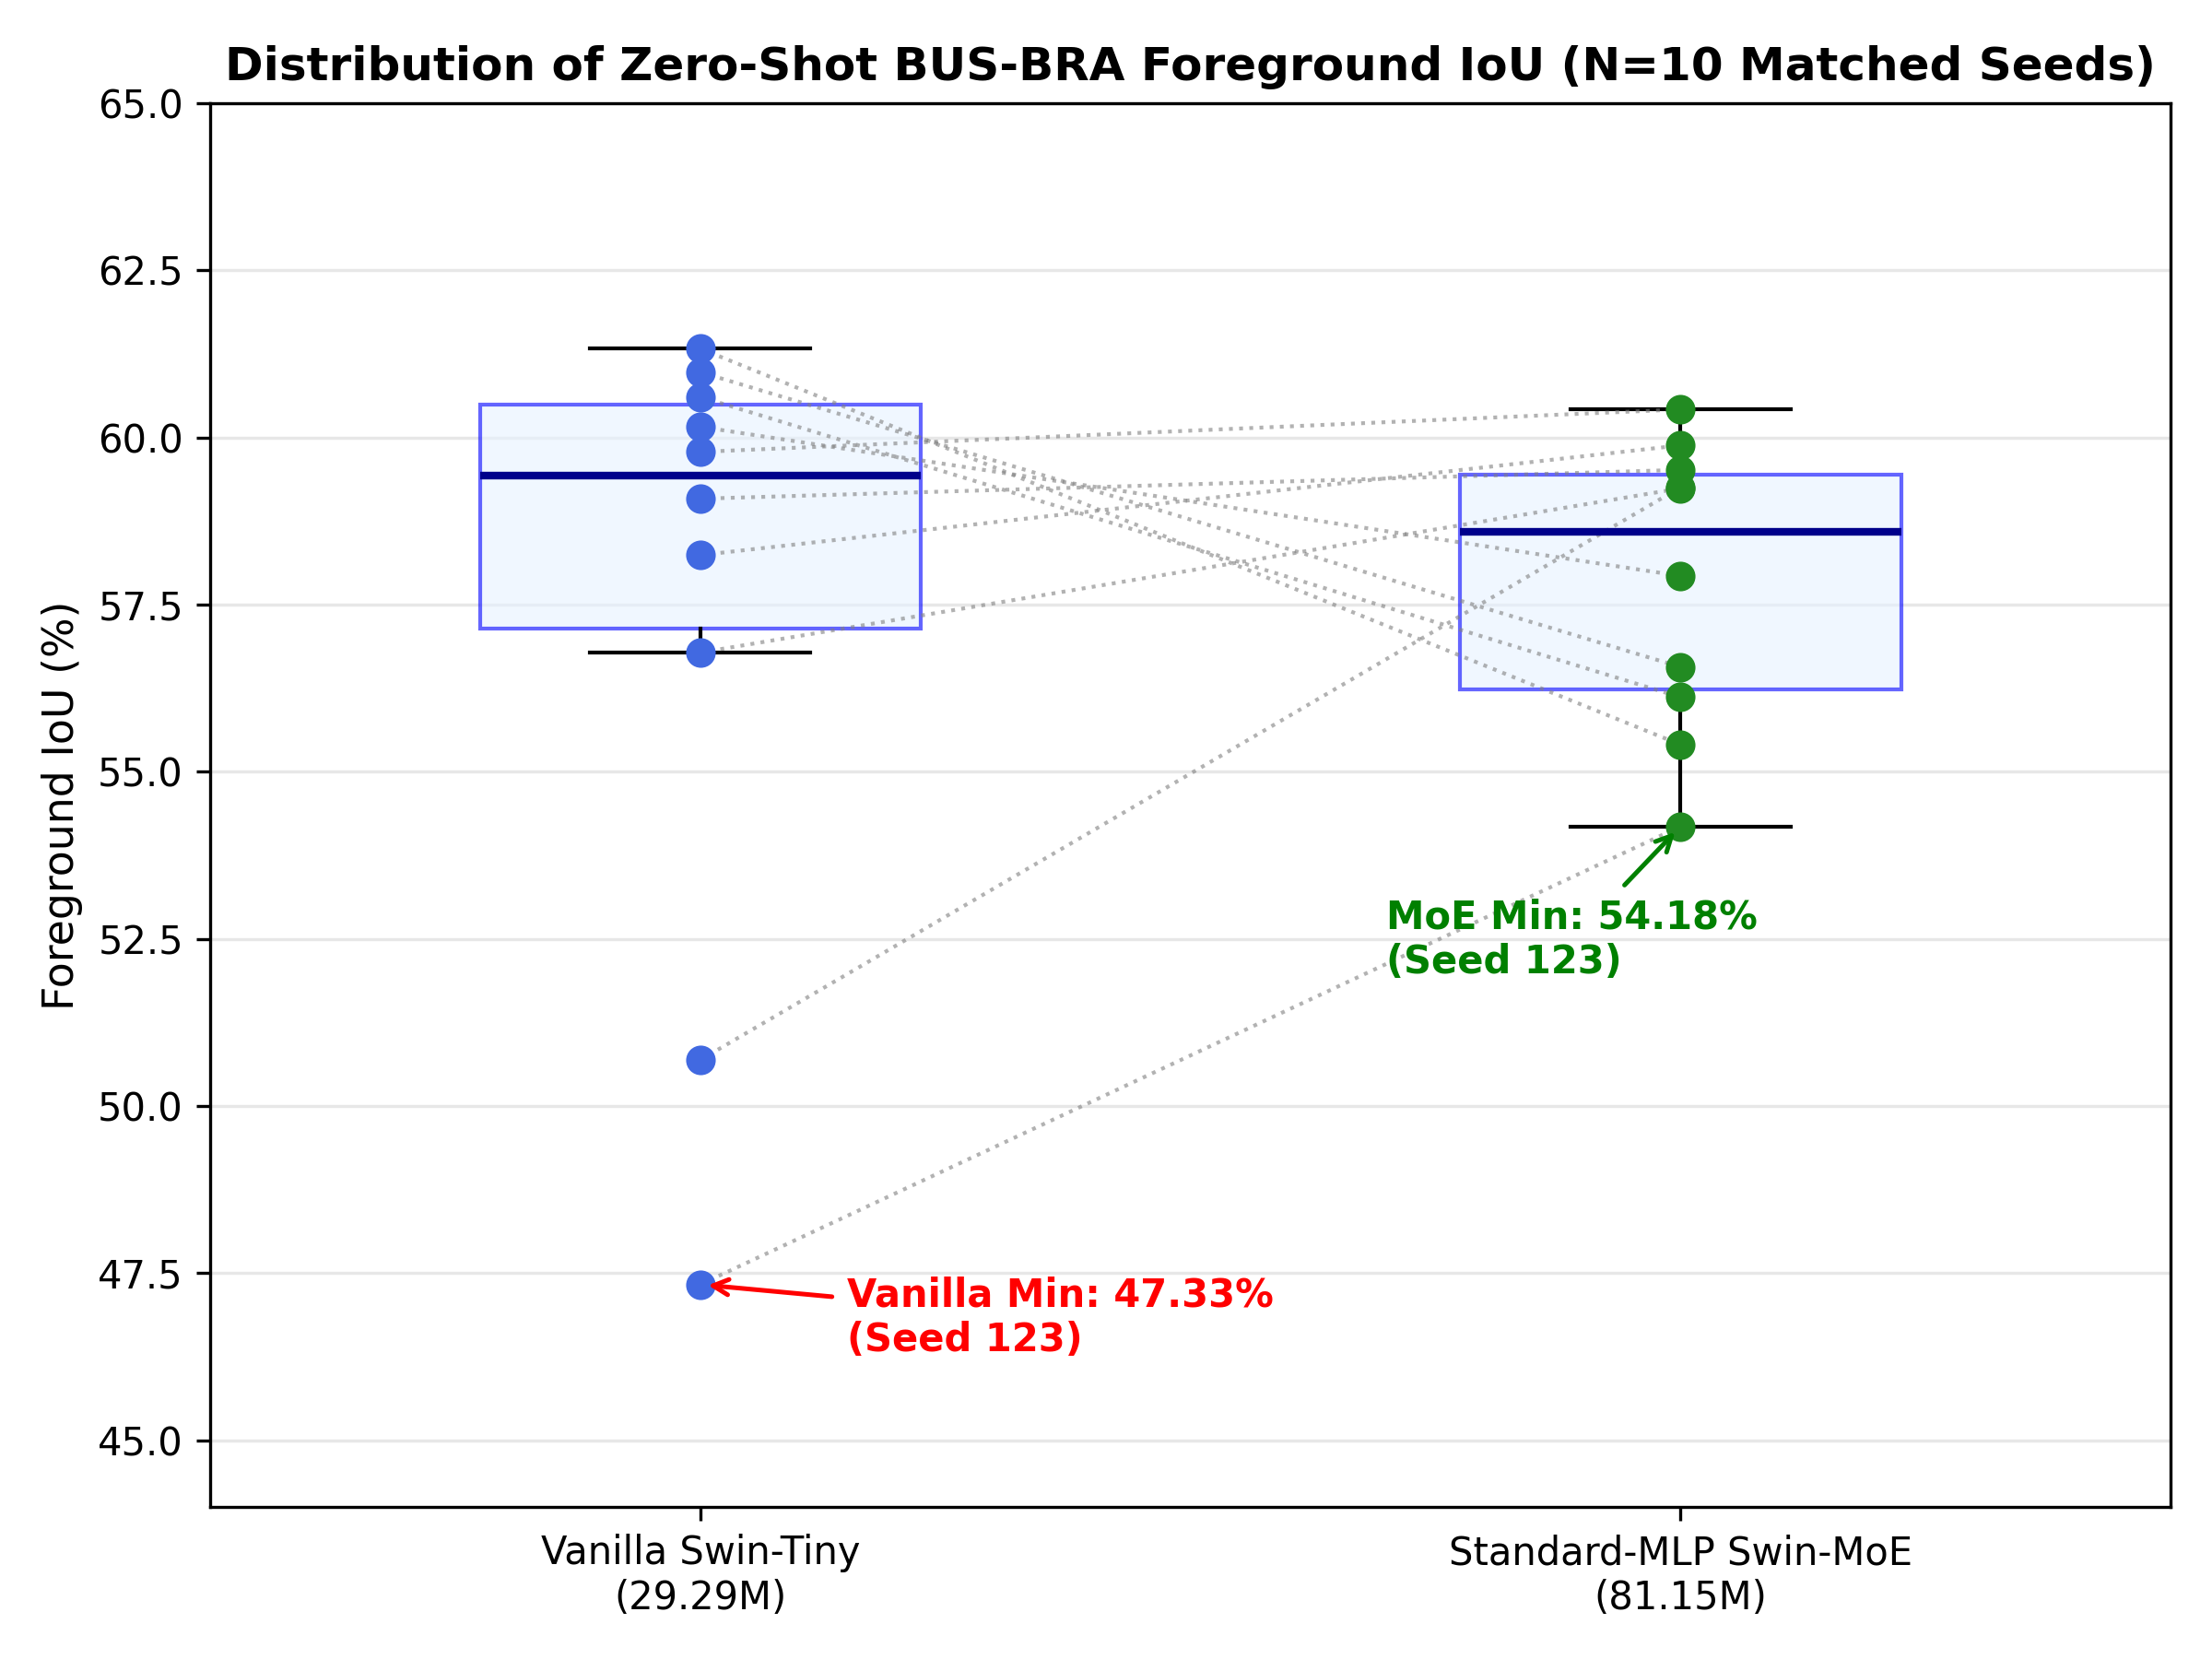 Distribution of Zero-Shot BUS-BRA Foreground IoU (N=10 Matched Seeds)
Foreground IoU (%)
65.0
62.5
60.0
57.5
55.0
52.5
50.0
47.5
45.0
MoE Min: 54.18%
(Seed 123)
Vanilla Min: 47.33%
(Seed 123)
Vanilla Swin-Tiny
(29.29M)
Standard-MLP Swin-MoE
(81.15M)